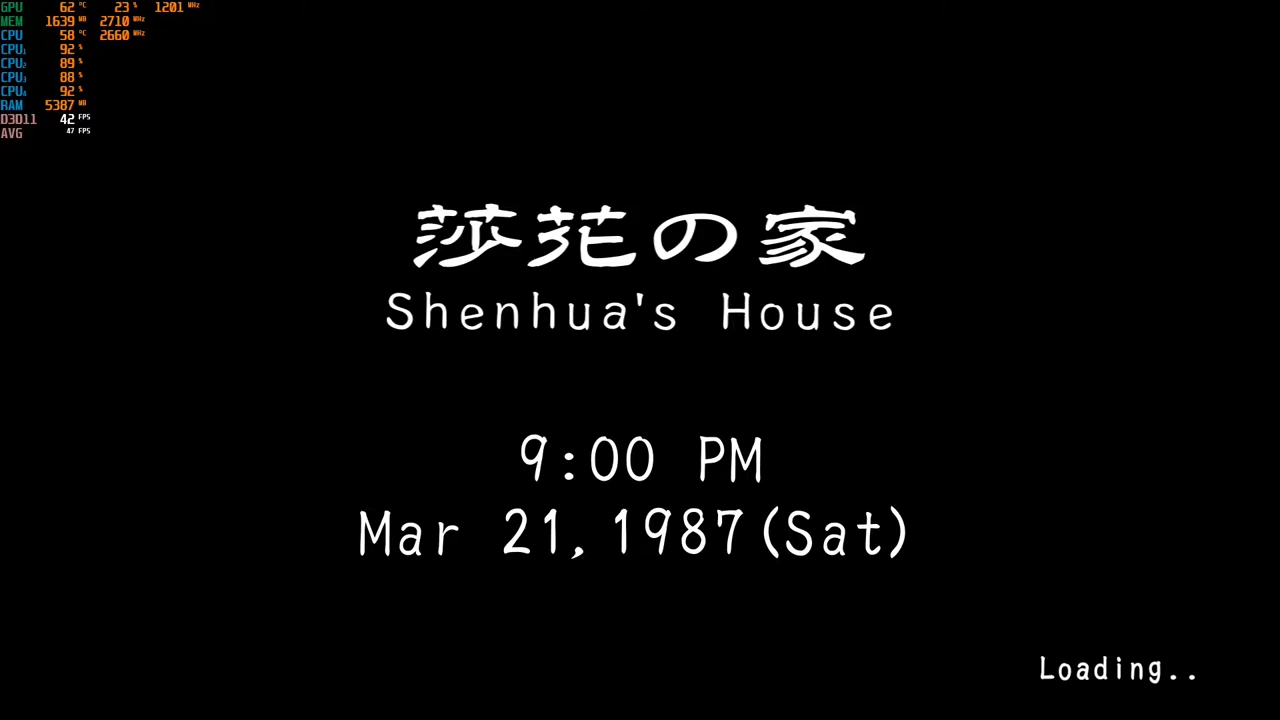 GPU 62 °C 23 % 1201 MHz
MEM 1639 MB 2710 MHz
CPU 58 °C 2660 MHz
CPU1 92 %
CPU2 89 %
CPU3 88 %
CPU4 92 %
RAM 5387 MB
D3D11 42 FPS
AVG 47 FPS
莎花の家
Shenhua's House
9:00 PM
Mar 21,1987(Sat)
Loading..